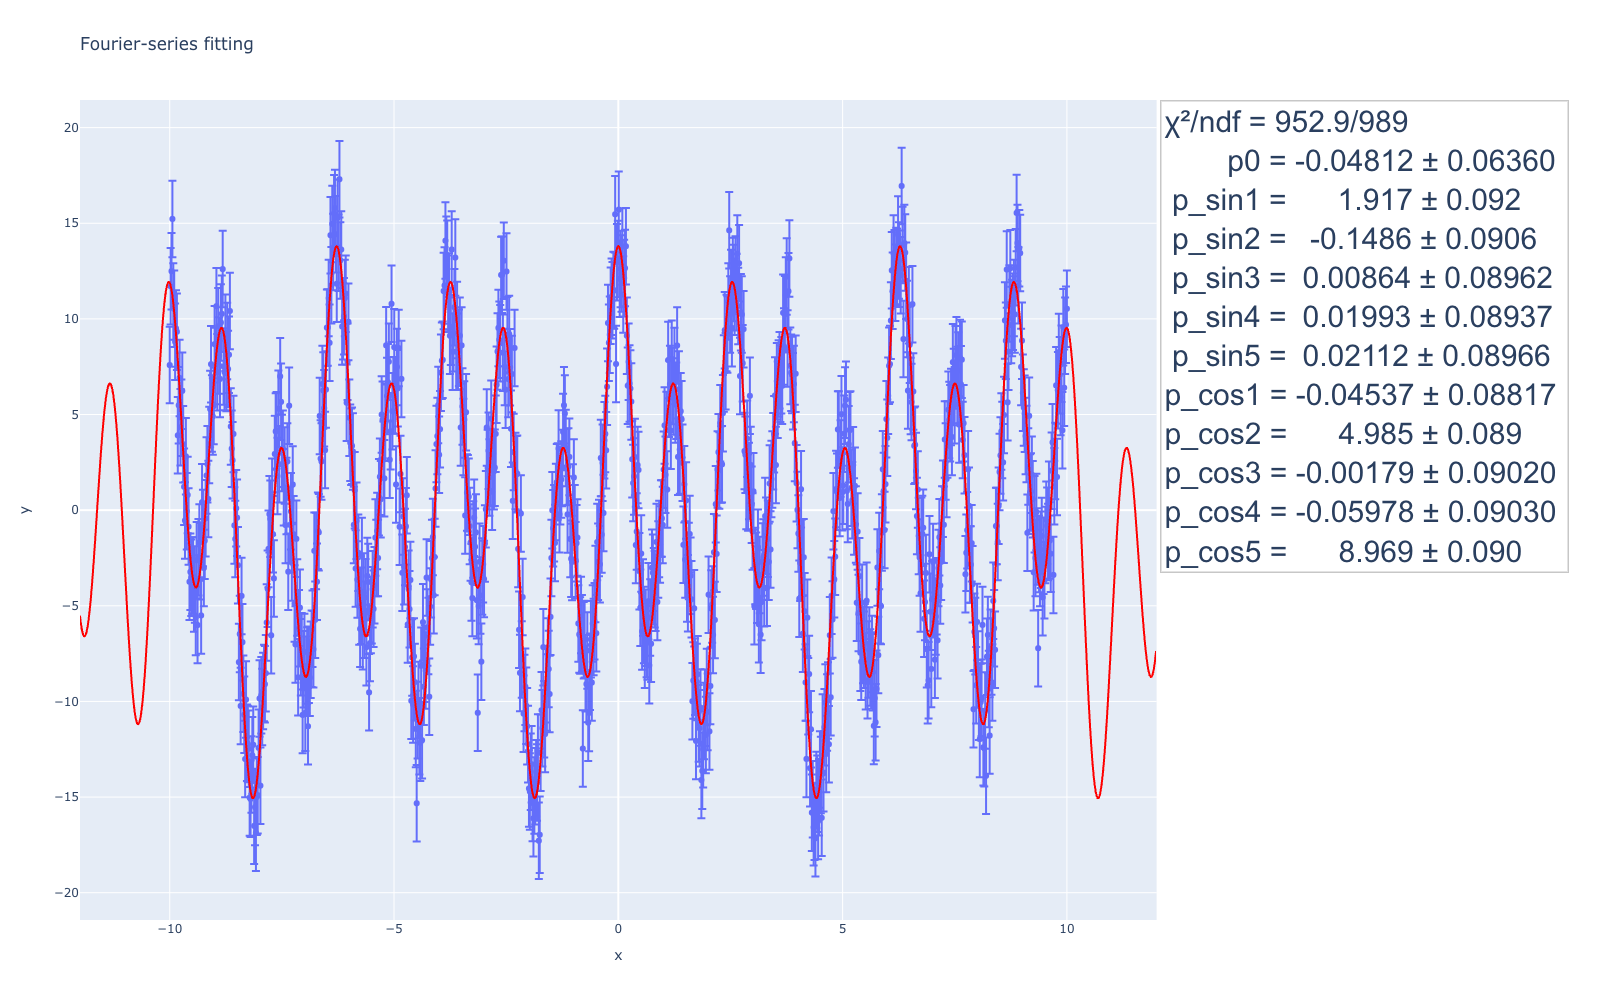 Fourier-series fitting
20
15
10
5
0
−5
−10
−15
−20
y
−10 −5 0 5 10
x
χ²/ndf = 952.9/989
p0 = -0.04812 ± 0.06360
p_sin1 = 1.917 ± 0.092
p_sin2 = -0.1486 ± 0.0906
p_sin3 = 0.00864 ± 0.08962
p_sin4 = 0.01993 ± 0.08937
p_sin5 = 0.02112 ± 0.08966
p_cos1 = -0.04537 ± 0.08817
p_cos2 = 4.985 ± 0.089
p_cos3 = -0.00179 ± 0.09020
p_cos4 = -0.05978 ± 0.09030
p_cos5 = 8.969 ± 0.090